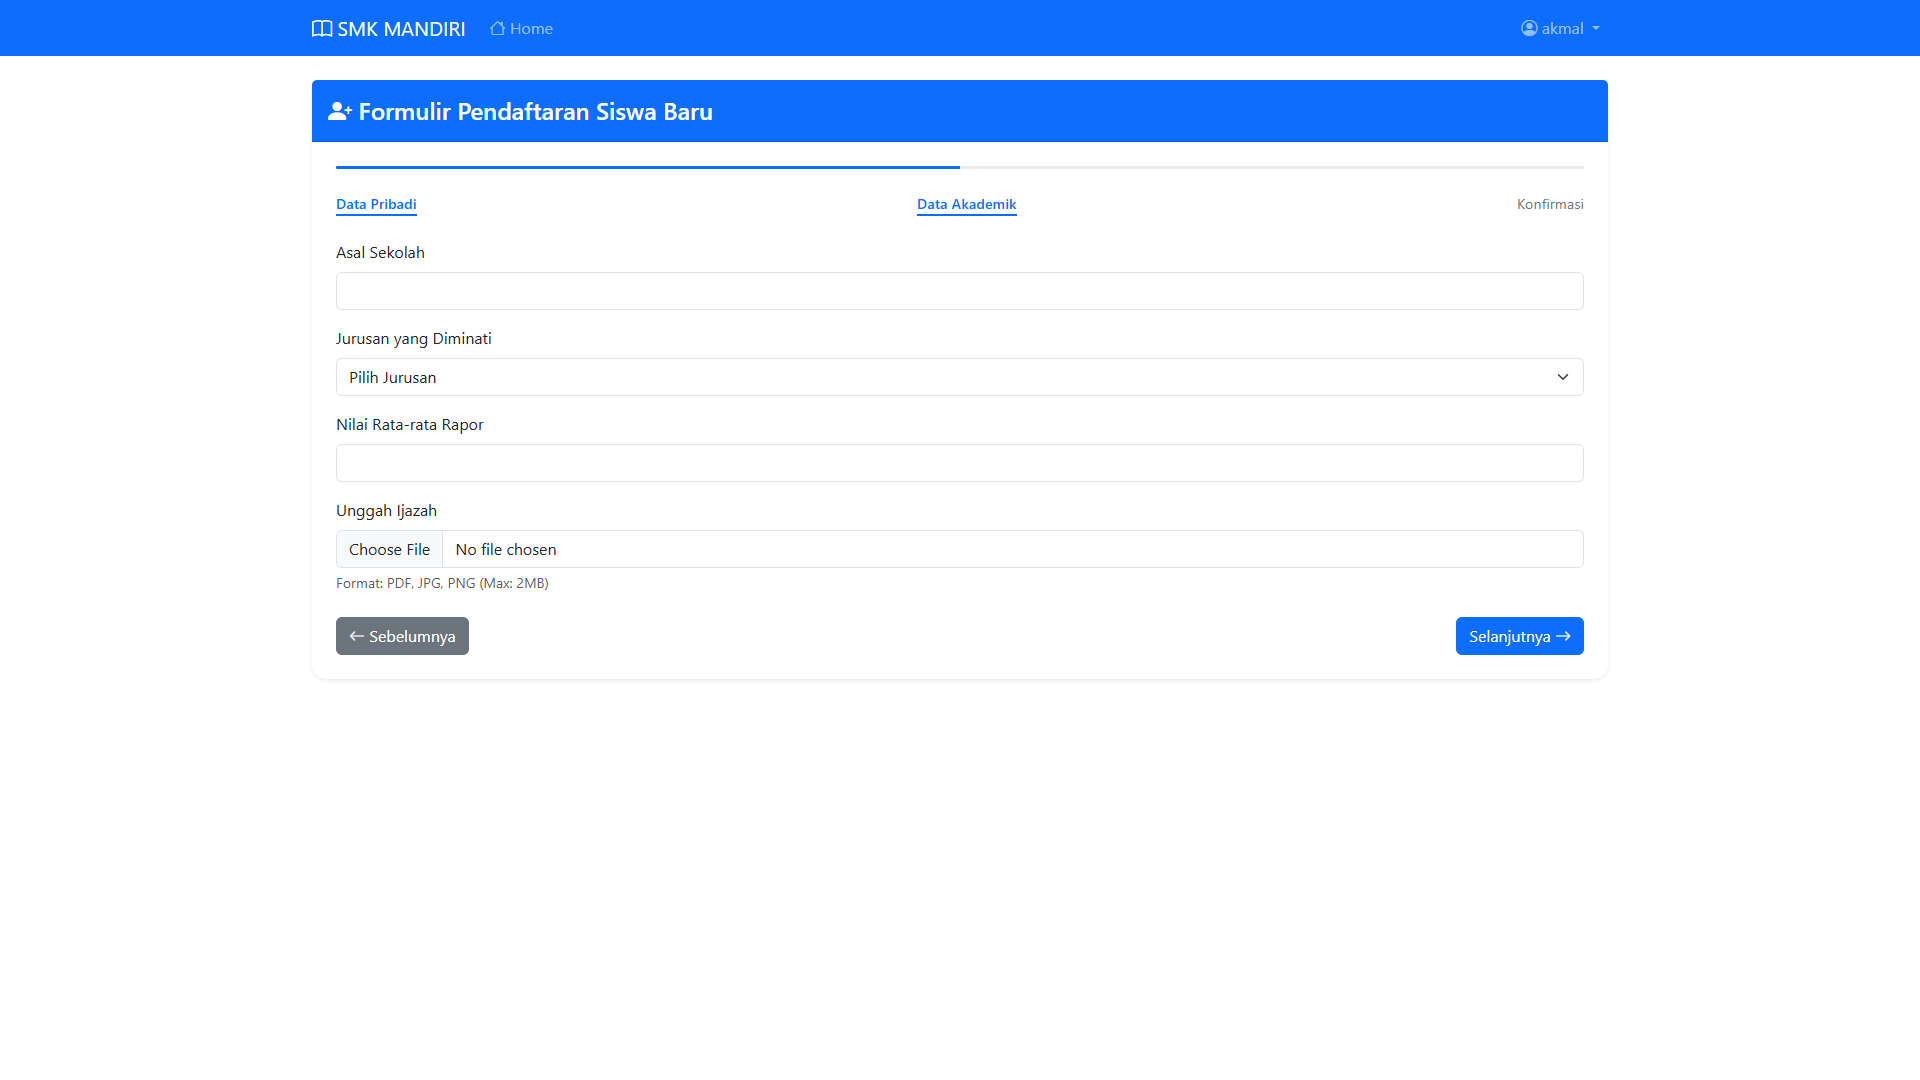 SMK MANDIRI Home akmal
Formulir Pendaftaran Siswa Baru
Data Pribadi Data Akademik Konfirmasi
Asal Sekolah
Jurusan yang Diminati
Pilih Jurusan
Nilai Rata-rata Rapor
Unggah Ijazah
Choose File No file chosen
Format: PDF, JPG, PNG (Max: 2MB)
← Sebelumnya Selanjutnya →